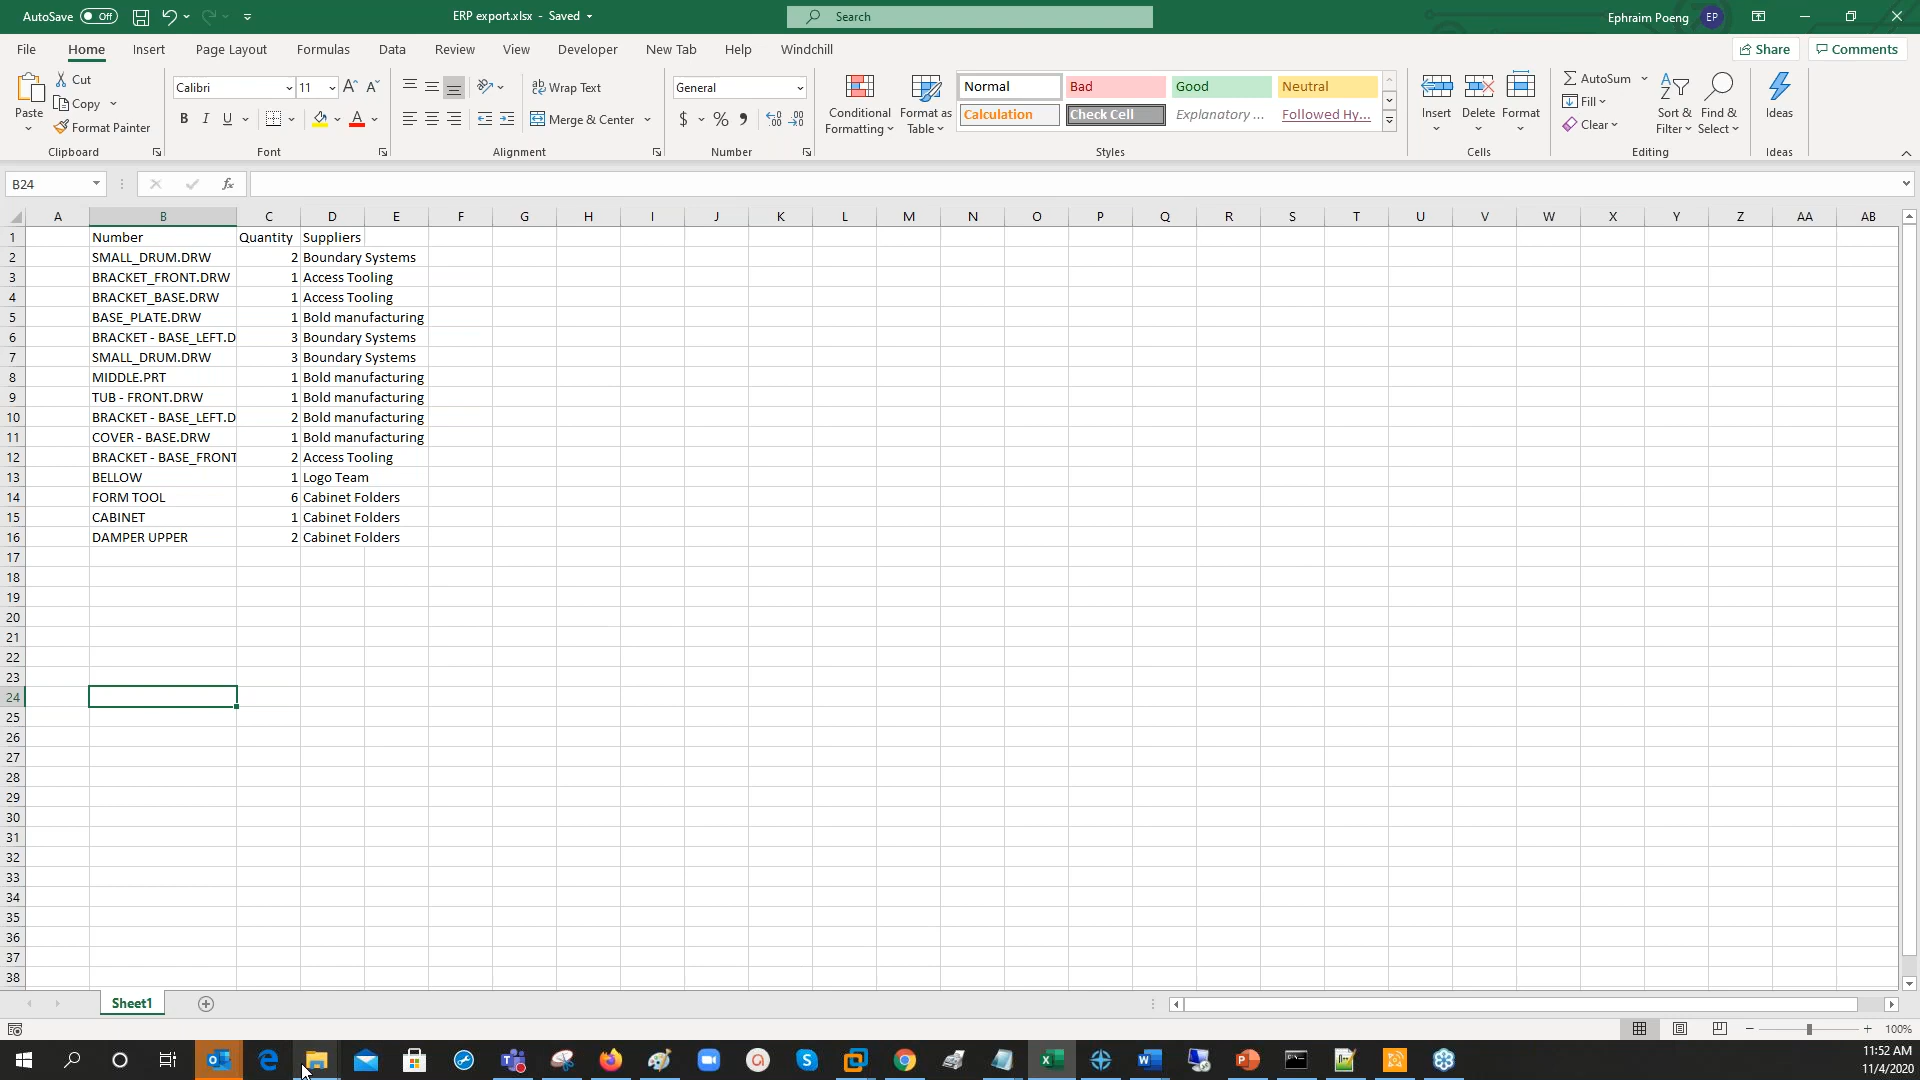 AutoSave Off ERP export.xlsx - Saved Search Ephraim Poeng EP
File Home Insert Page Layout Formulas Data Review View Developer New Tab Help Windchill Share Comments
Paste Cut Copy Format Painter Clipboard
Calibri 11 B I U A Font
Wrap Text Merge & Center Alignment
General $ % Number
Conditional Formatting Format as Table
Normal Bad Good Neutral
Calculation Check Cell Explanatory ... Followed Hy...
Styles
Insert Delete Format Cells
AutoSum Fill Clear Sort & Filter Find & Select Editing
Ideas Ideas
B24 fx
A B C D E F G H I J K L M N O P Q R S T U V W X Y Z AA AB
1 Number Quantity Suppliers
2 SMALL_DRUM.DRW 2 Boundary Systems
3 BRACKET_FRONT.DRW 1 Access Tooling
4 BRACKET_BASE.DRW 1 Access Tooling
5 BASE_PLATE.DRW 1 Bold manufacturing
6 BRACKET - BASE_LEFT.D 3 Boundary Systems
7 SMALL_DRUM.DRW 3 Boundary Systems
8 MIDDLE.PRT 1 Bold manufacturing
9 TUB - FRONT.DRW 1 Bold manufacturing
10 BRACKET - BASE_LEFT.D 2 Bold manufacturing
11 COVER - BASE.DRW 1 Bold manufacturing
12 BRACKET - BASE_FRONT 2 Access Tooling
13 BELLOW 1 Logo Team
14 FORM TOOL 6 Cabinet Folders
15 CABINET 1 Cabinet Folders
16 DAMPER UPPER 2 Cabinet Folders
17
18
19
20
21
22
23
24
25
26
27
28
29
30
31
32
33
34
35
36
37
38
Sheet1
100%
11:52 AM
11/4/2020